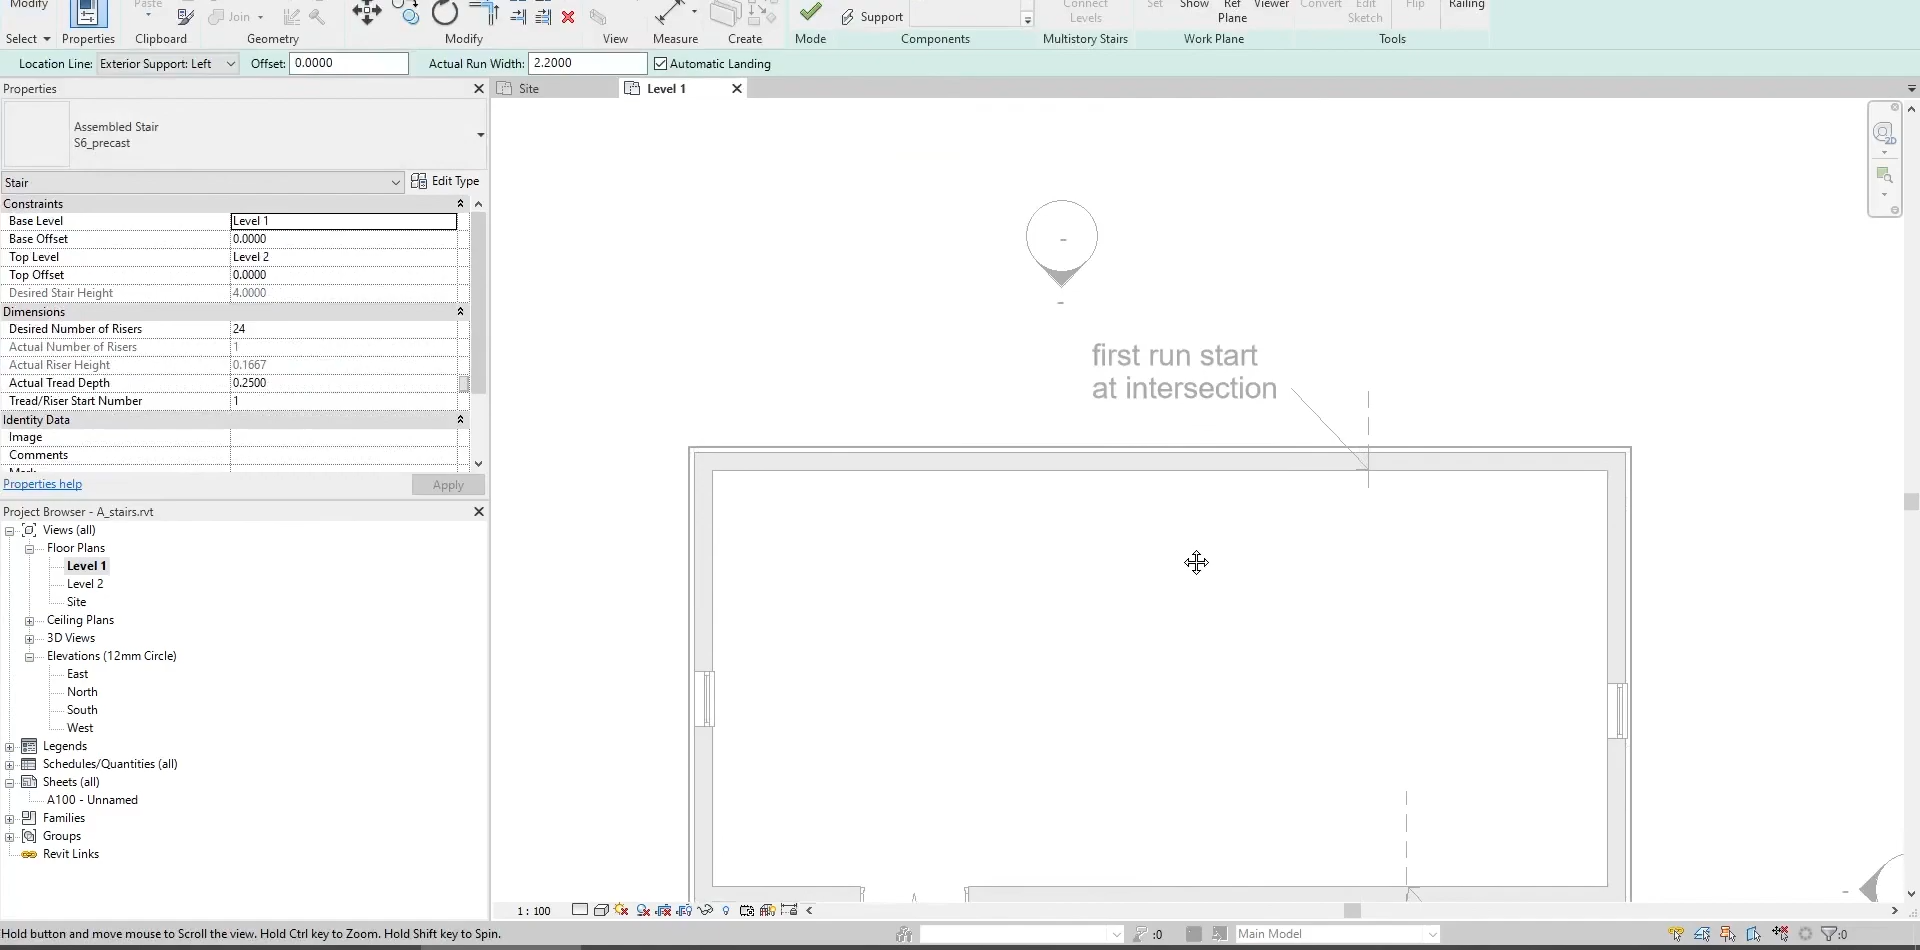 Modify
Paste
Join
Support
Connect
Levels
Set
Show
Ref
Plane
Viewer
Convert
Edit
Sketch
Flip
Railing
Select
Properties
Clipboard
Geometry
Modify
View
Measure
Create
Mode
Components
Multistory Stairs
Work Plane
Tools
Location Line: Exterior Support: Left Offset: 0.0000 Actual Run Width: 2.2000 Automatic Landing
Properties
Site
Level 1
Assembled Stair
S6_precast
Stair
Edit Type
Constraints
Base Level Level 1
Base Offset 0.0000
Top Level Level 2
Top Offset 0.0000
Desired Stair Height 4.0000
Dimensions
Desired Number of Risers 24
Actual Number of Risers 1
Actual Riser Height 0.1667
Actual Tread Depth 0.2500
Tread/Riser Start Number 1
Identity Data
Image
Comments
Properties help
Apply
Project Browser - A_stairs.rvt
Views (all)
Floor Plans
Level 1
Level 2
Site
Ceiling Plans
3D Views
Elevations (12mm Circle)
East
North
South
West
Legends
Schedules/Quantities (all)
Sheets (all)
A100 - Unnamed
Families
Groups
Revit Links
first run start
at intersection
2D
1 : 100
Hold button and move mouse to Scroll the view. Hold Ctrl key to Zoom. Hold Shift key to Spin.
:0
Main Model
:0